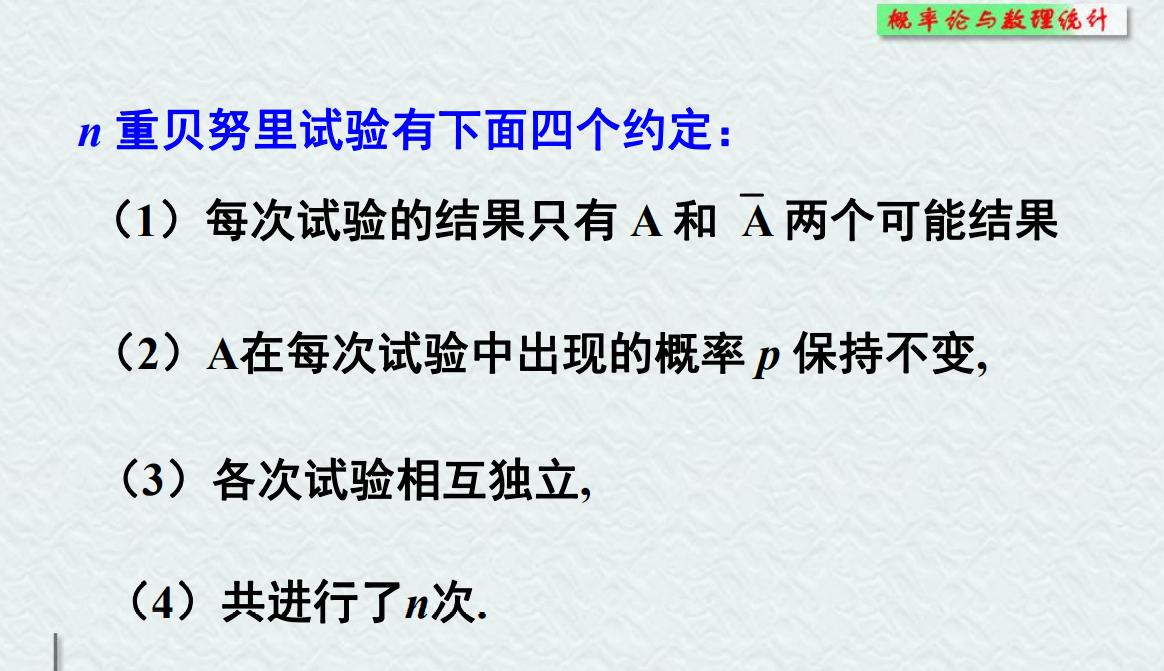 概率论与数理统计
n 重贝努里试验有下面四个约定：
（1）每次试验的结果只有 A 和 A̅ 两个可能结果
（2）A在每次试验中出现的概率 p 保持不变,
（3）各次试验相互独立,
（4）共进行了n次.